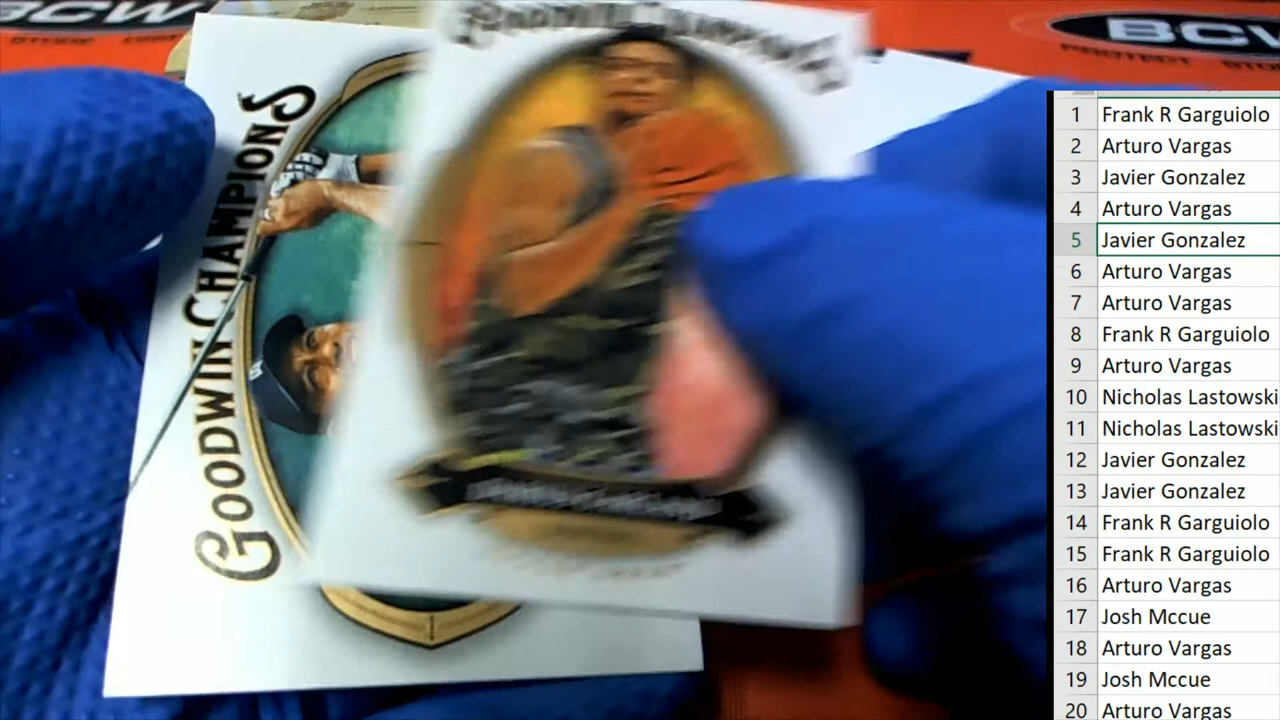 BCW
BCW
PROTECT
GOODWIN CHAMPIONS
GOODWIN CHAMPIONS
1 Frank R Garguiolo
2 Arturo Vargas
3 Javier Gonzalez
4 Arturo Vargas
5 Javier Gonzalez
6 Arturo Vargas
7 Arturo Vargas
8 Frank R Garguiolo
9 Arturo Vargas
10 Nicholas Lastowski
11 Nicholas Lastowski
12 Javier Gonzalez
13 Javier Gonzalez
14 Frank R Garguiolo
15 Frank R Garguiolo
16 Arturo Vargas
17 Josh Mccue
18 Arturo Vargas
19 Josh Mccue
20 Arturo Vargas